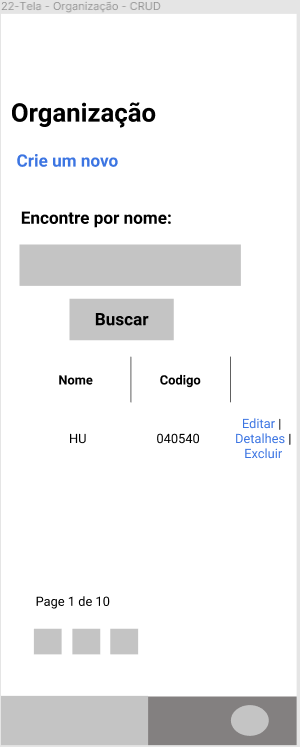 22-Tela - Organização - CRUD
Organização
Crie um novo
Encontre por nome:
Buscar
Nome Codigo
HU 040540 Editar |
Detalhes |
Excluir
Page 1 de 10